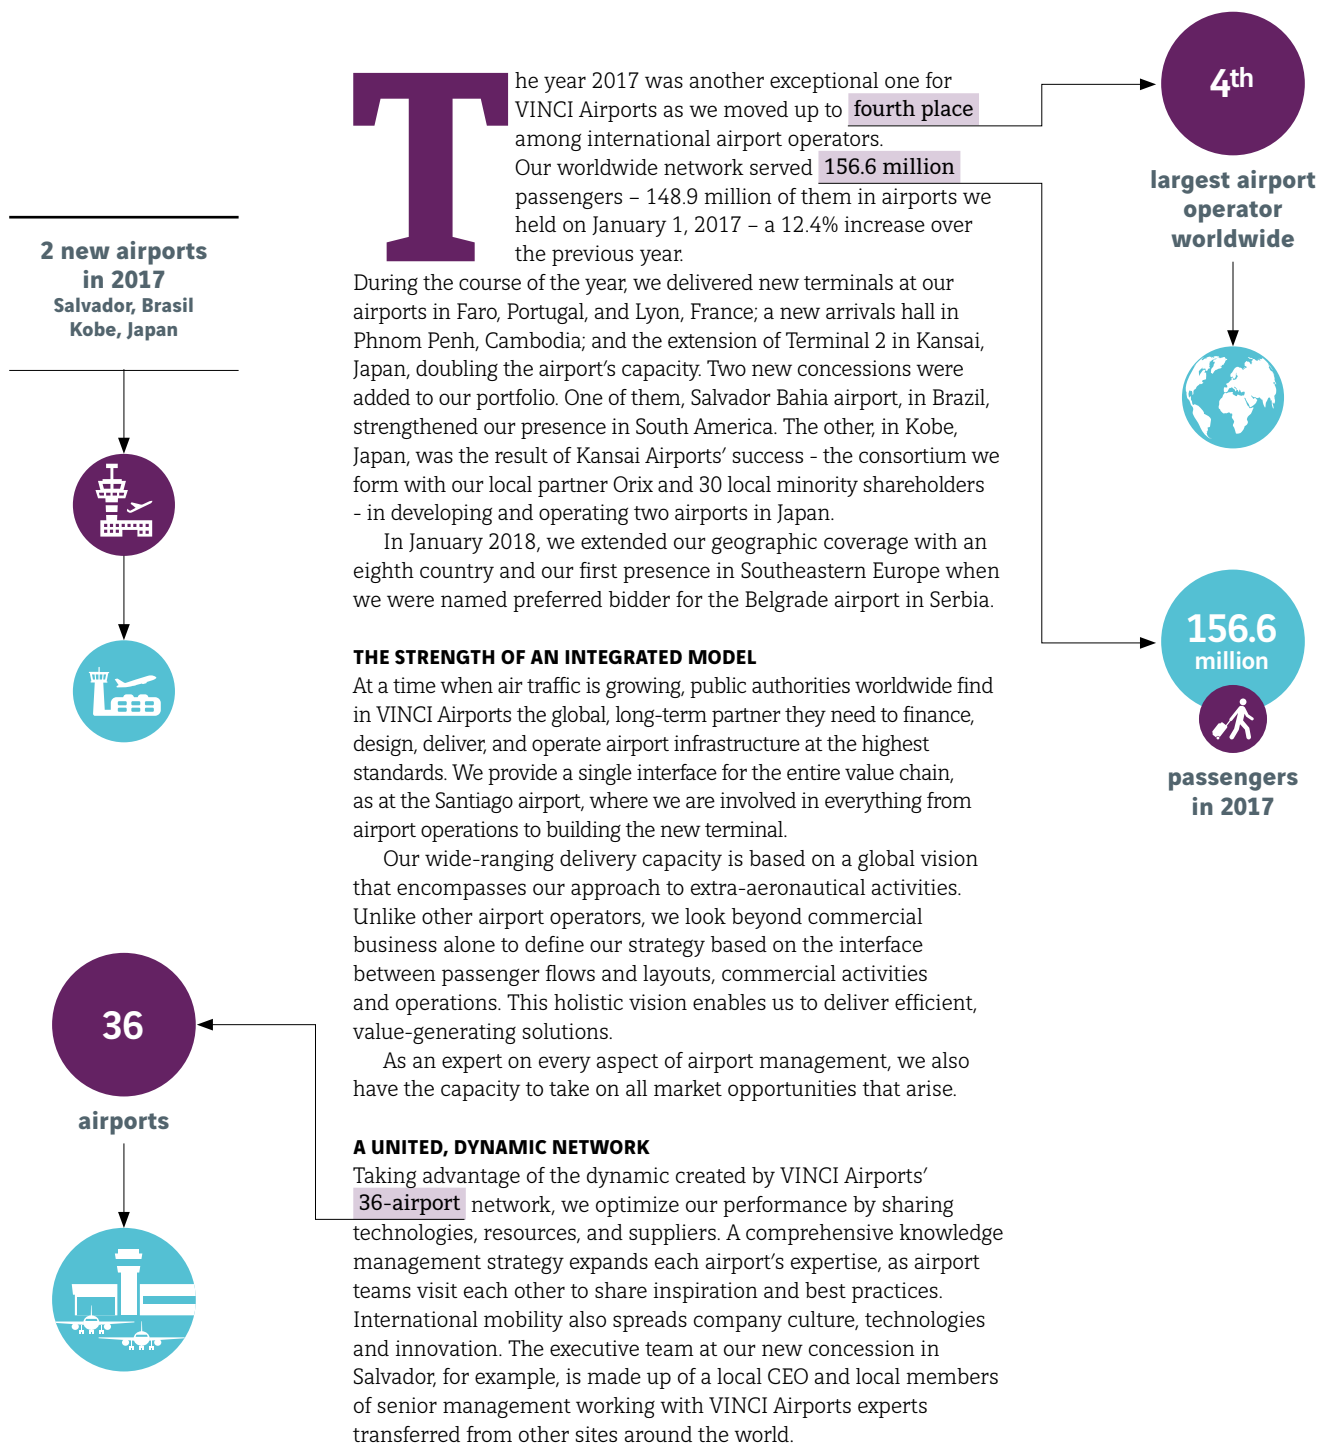 The year 2017 was another exceptional one for
VINCI Airports as we moved up to fourth place
among international airport operators.
Our worldwide network served 156.6 million
passengers – 148.9 million of them in airports we
held on January 1, 2017 – a 12.4% increase over
the previous year.
During the course of the year, we delivered new terminals at our
airports in Faro, Portugal, and Lyon, France; a new arrivals hall in
Phnom Penh, Cambodia; and the extension of Terminal 2 in Kansai,
Japan, doubling the airport’s capacity. Two new concessions were
added to our portfolio. One of them, Salvador Bahia airport, in Brazil,
strengthened our presence in South America. The other, in Kobe,
Japan, was the result of Kansai Airports’ success - the consortium we
form with our local partner Orix and 30 local minority shareholders
- in developing and operating two airports in Japan.
In January 2018, we extended our geographic coverage with an
eighth country and our first presence in Southeastern Europe when
we were named preferred bidder for the Belgrade airport in Serbia.
THE STRENGTH OF AN INTEGRATED MODEL
At a time when air traffic is growing, public authorities worldwide find
in VINCI Airports the global, long-term partner they need to finance,
design, deliver, and operate airport infrastructure at the highest
standards. We provide a single interface for the entire value chain,
as at the Santiago airport, where we are involved in everything from
airport operations to building the new terminal.
Our wide-ranging delivery capacity is based on a global vision
that encompasses our approach to extra-aeronautical activities.
Unlike other airport operators, we look beyond commercial
business alone to define our strategy based on the interface
between passenger flows and layouts, commercial activities
and operations. This holistic vision enables us to deliver efficient,
value-generating solutions.
As an expert on every aspect of airport management, we also
have the capacity to take on all market opportunities that arise.
A UNITED, DYNAMIC NETWORK
Taking advantage of the dynamic created by VINCI Airports’
36-airport network, we optimize our performance by sharing
technologies, resources, and suppliers. A comprehensive knowledge
management strategy expands each airport’s expertise, as airport
teams visit each other to share inspiration and best practices.
International mobility also spreads company culture, technologies
and innovation. The executive team at our new concession in
Salvador, for example, is made up of a local CEO and local members
of senior management working with VINCI Airports experts
transferred from other sites around the world.
2 new airports
in 2017
Salvador, Brasil
Kobe, Japan
36
airports
4th
largest airport
operator
worldwide
156.6
million
passengers
in 2017